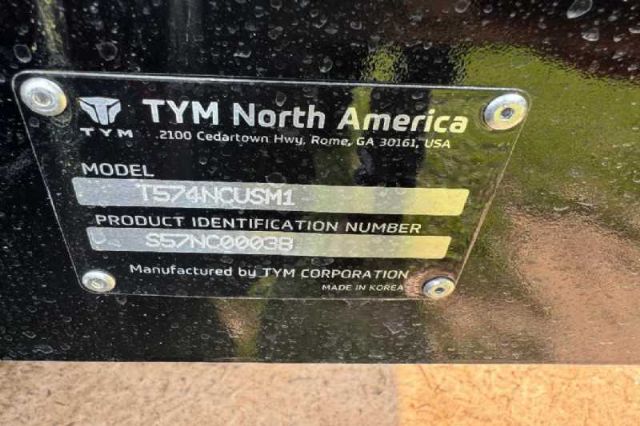 TYM
TYM North America
2100 Cedartown Hwy, Rome, GA 30161, USA
MODEL
T574NCUSM1
PRODUCT IDENTIFICATION NUMBER
S57NC00038
Manufactured by TYM CORPORATION
MADE IN KOREA